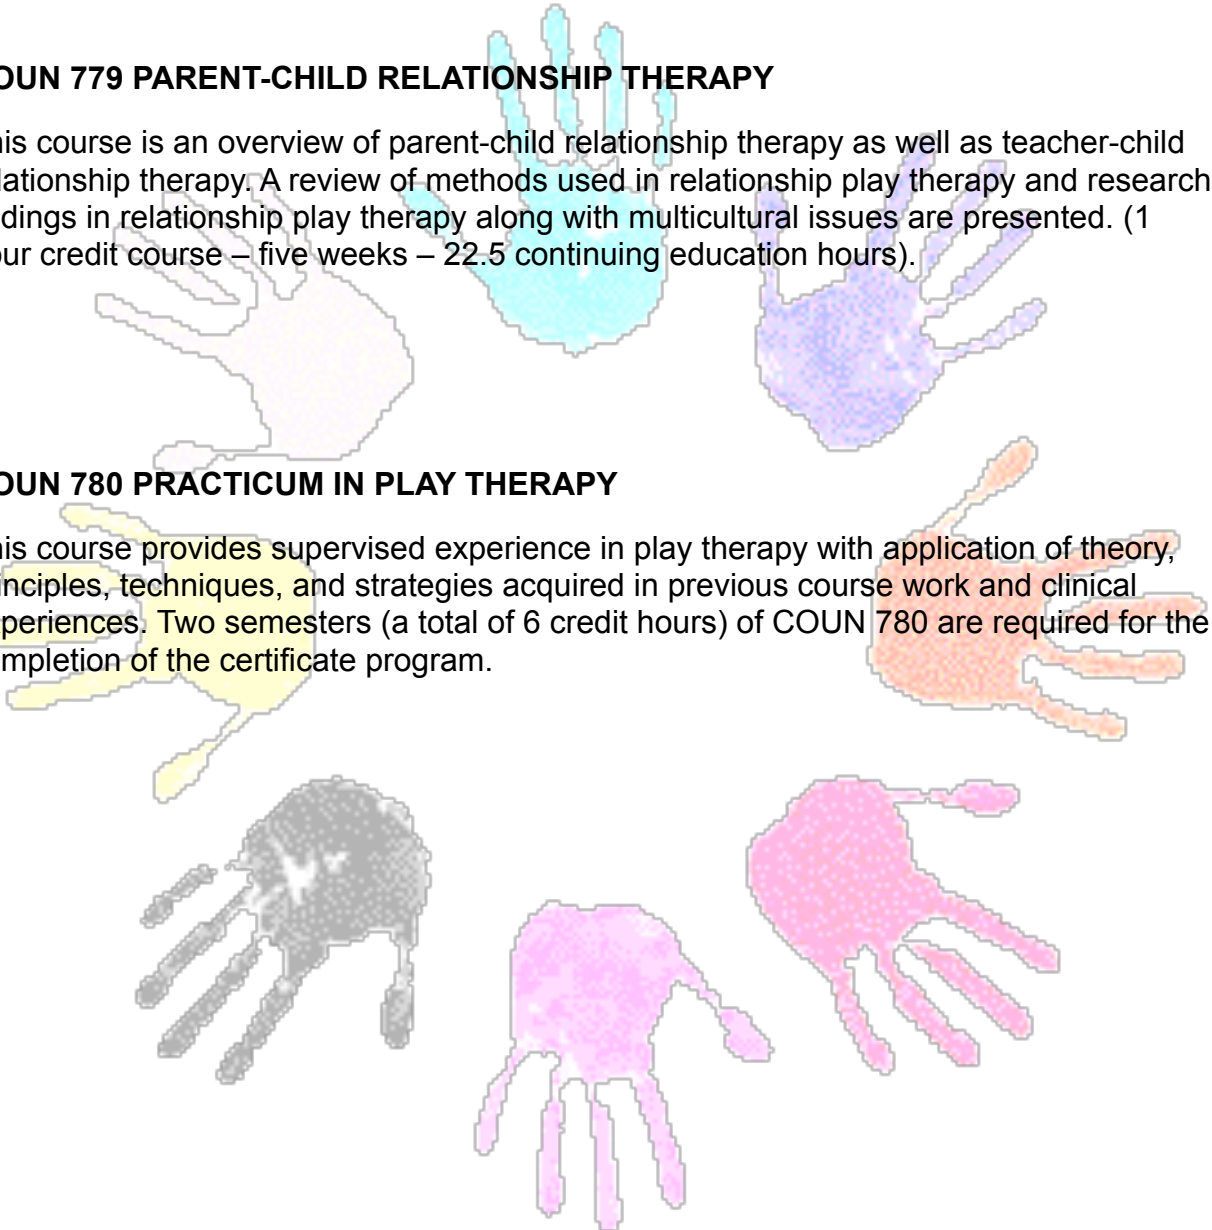 OUN 779 PARENT-CHILD RELATIONSHIP THERAPY
is course is an overview of parent-child relationship therapy as well as teacher-child
lationship therapy. A review of methods used in relationship play therapy and research
dings in relationship play therapy along with multicultural issues are presented. (1
ur credit course – five weeks – 22.5 continuing education hours).
OUN 780 PRACTICUM IN PLAY THERAPY
is course provides supervised experience in play therapy with application of theory,
inciples, techniques, and strategies acquired in previous course work and clinical
periences. Two semesters (a total of 6 credit hours) of COUN 780 are required for the
mpletion of the certificate program.